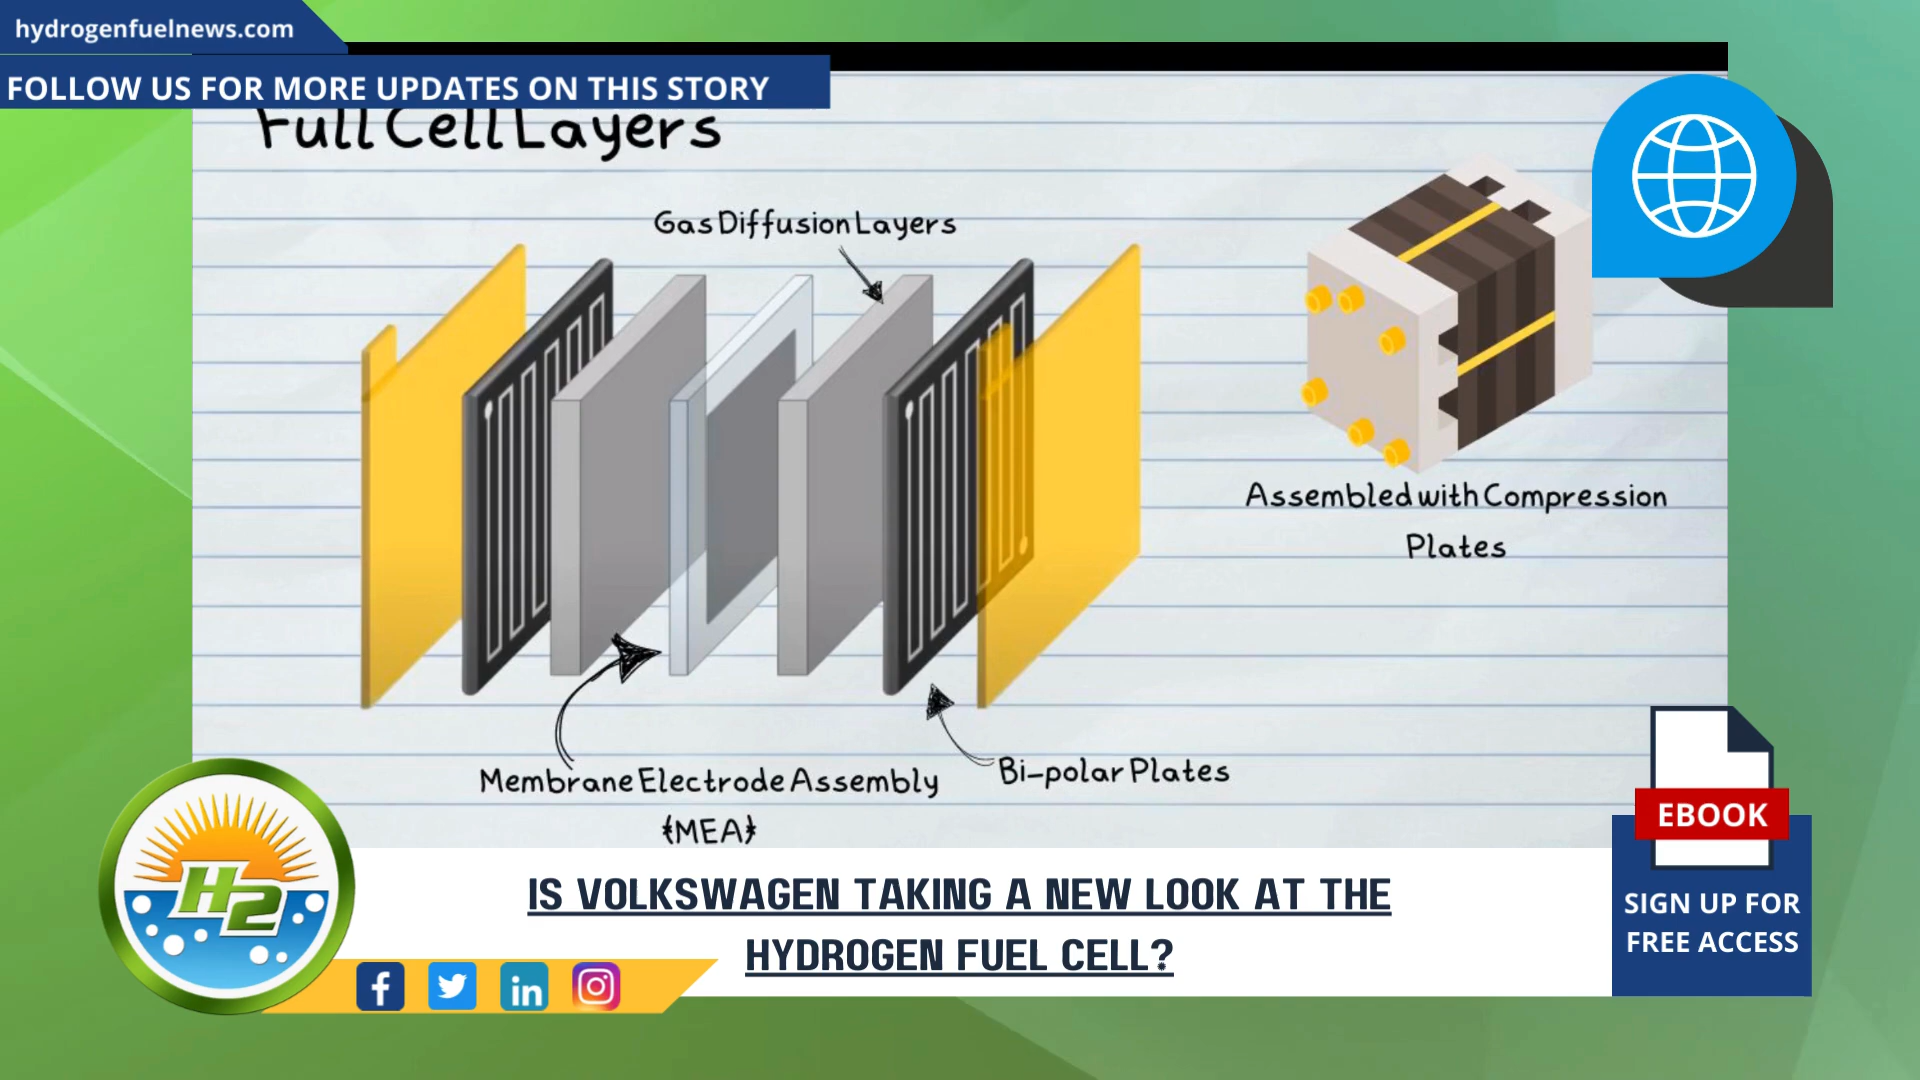 hydrogenfuelnews.com
FOLLOW US FOR MORE UPDATES ON THIS STORY
Full Cell Layers
Gas Diffusion Layers
Assembled with Compression
Plates
Membrane Electrode Assembly
(MEA)
Bi-polar Plates
H2
IS VOLKSWAGEN TAKING A NEW LOOK AT THE
HYDROGEN FUEL CELL?
EBOOK
SIGN UP FOR
FREE ACCESS
f
in